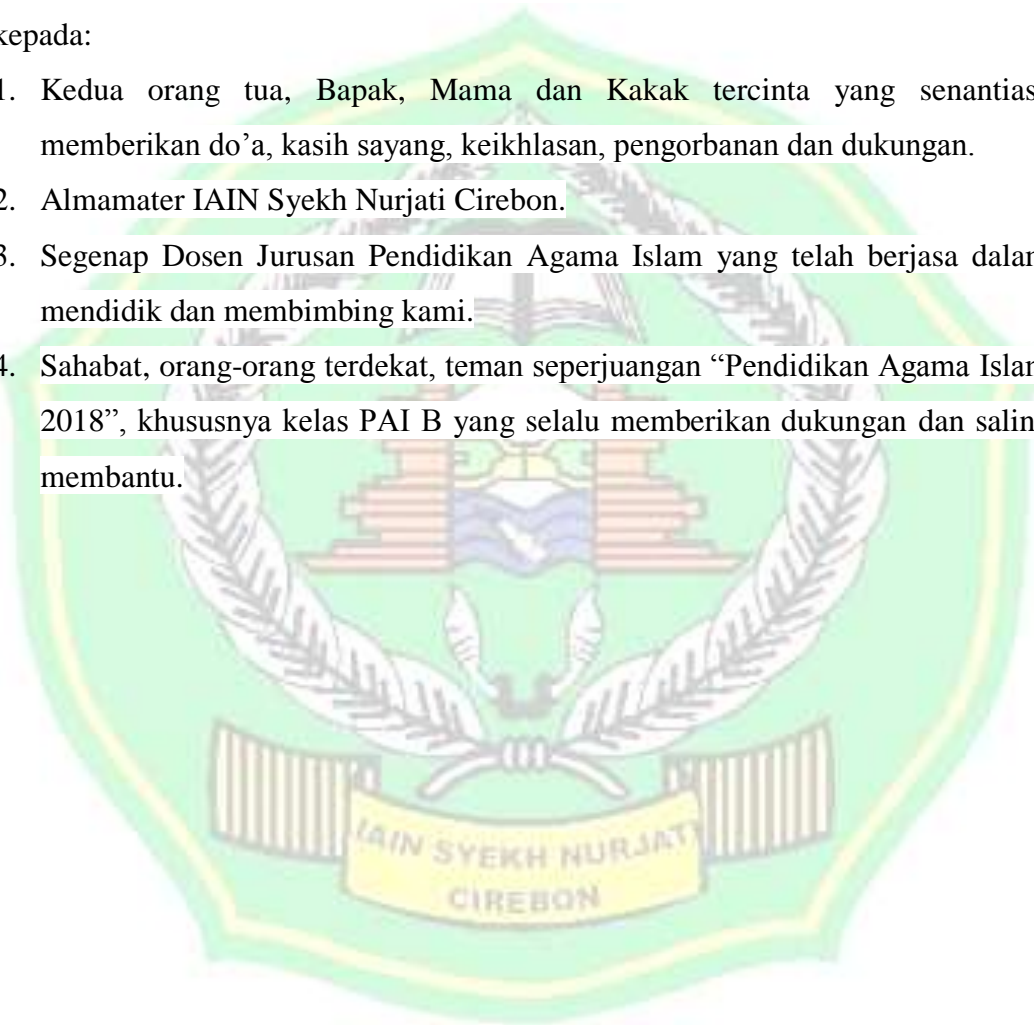 kepada:
1. Kedua orang tua, Bapak, Mama dan Kakak tercinta yang senantias
memberikan do’a, kasih sayang, keikhlasan, pengorbanan dan dukungan.
2. Almamater IAIN Syekh Nurjati Cirebon.
3. Segenap Dosen Jurusan Pendidikan Agama Islam yang telah berjasa dalam
mendidik dan membimbing kami.
4. Sahabat, orang-orang terdekat, teman seperjuangan “Pendidikan Agama Islam
2018”, khususnya kelas PAI B yang selalu memberikan dukungan dan salin
membantu.
IAIN SYEKH NURJATI
CIREBON